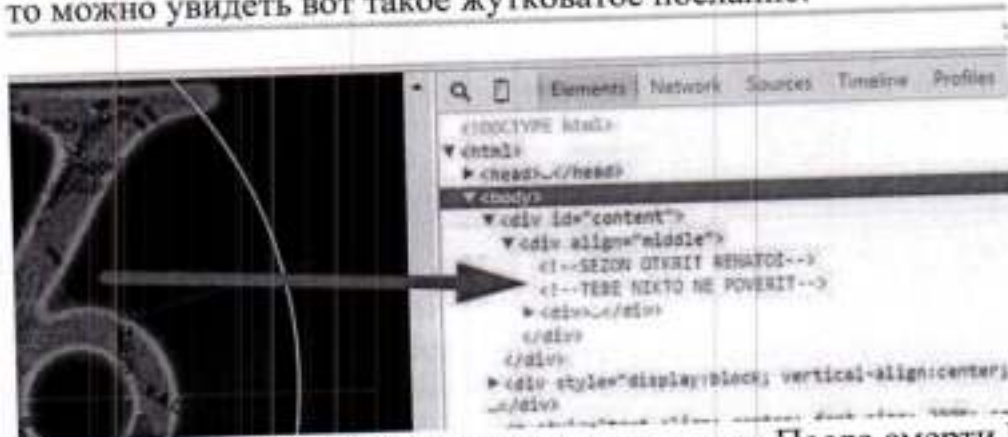 то можно увидеть вот такое жутковатое послание:
Elements Network Sources Timeline Profiles
<!DOCTYPE html>
▼<html>
▶<head>…</head>
▼<body>
▼<div id="content">
▼<div align="middle">
<!--SEZON OTKRIT RENATOI-->
<!--TEBE NIKTO NE POVERIT-->
▶<div>…</div>
</div>
</div>
▶<div style="display:block; vertical-align:center;
…</div>
После смерти